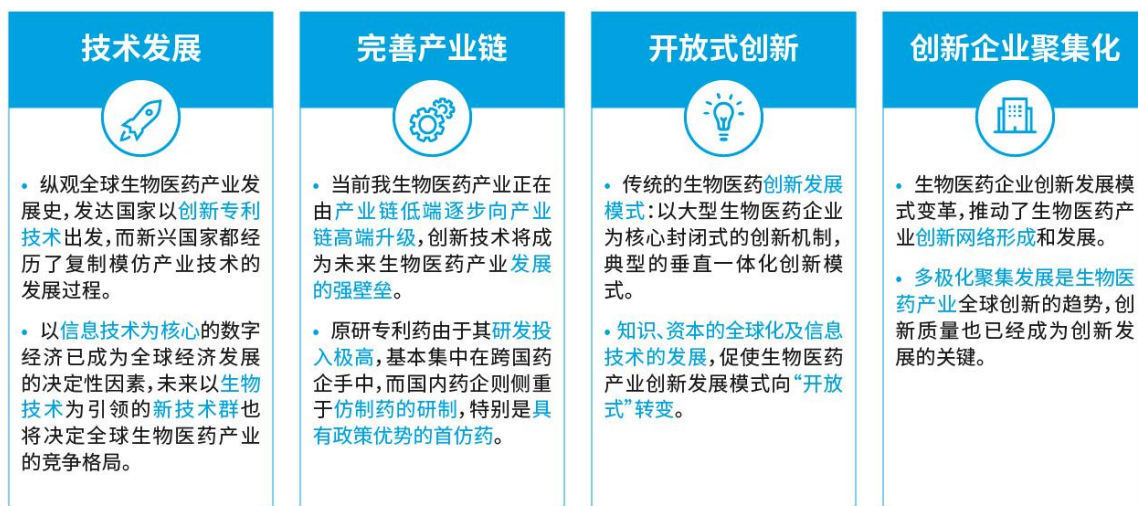 技术发展
• 纵观全球生物医药产业发
展史,发达国家以创新专利
技术出发,而新兴国家都经
历了复制模仿产业技术的
发展过程。
• 以信息技术为核心的数字
经济已成为全球经济发展
的决定性因素,未来以生物
技术为引领的新技术群也
将决定全球生物医药产业
的竞争格局。
完善产业链
• 当前我生物医药产业正在
由产业链低端逐步向产业
链高端升级,创新技术将成
为未来生物医药产业发展
的强壁垒。
• 原研专利药由于其研发投
入极高,基本集中在跨国药
企手中,而国内药企则侧重
于仿制药的研制,特别是具
有政策优势的首仿药。
开放式创新
• 传统的生物医药创新发展
模式:以大型生物医药企业
为核心封闭式的创新机制,
典型的垂直一体化创新模
式。
• 知识、资本的全球化及信息
技术的发展,促使生物医药
产业创新发展模式向“开放
式”转变。
创新企业聚集化
• 生物医药企业创新发展模
式变革,推动了生物医药产
业创新网络形成和发展。
• 多极化聚集发展是生物医
药产业全球创新的趋势,创
新质量也已经成为创新发
展的关键。